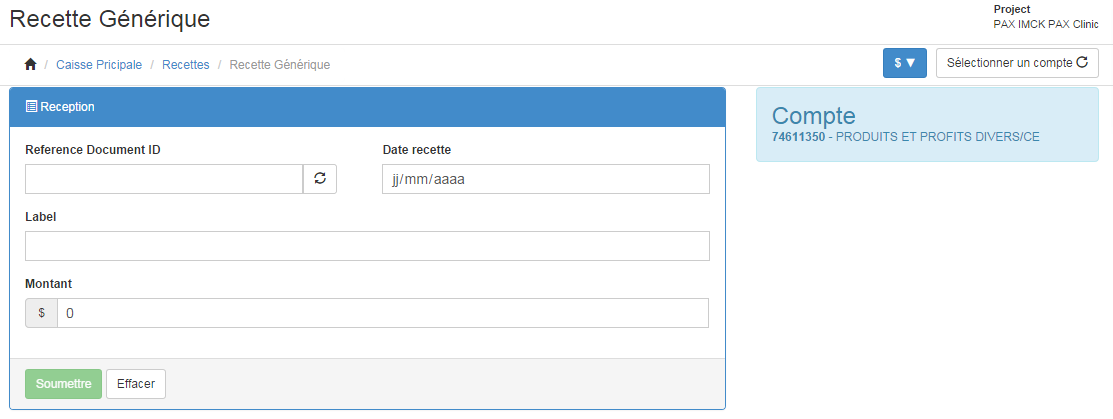 Recette Générique
Project
PAX IMCK PAX Clinic
/ Caisse Pricipale / Recettes / Recette Générique
$ ▼
Sélectionner un compte
Reception
Compte
74611350 - PRODUITS ET PROFITS DIVERS/CE
Reference Document ID
Date recette
jj/mm/aaaa
Label
Montant
$ 0
Soumettre
Effacer